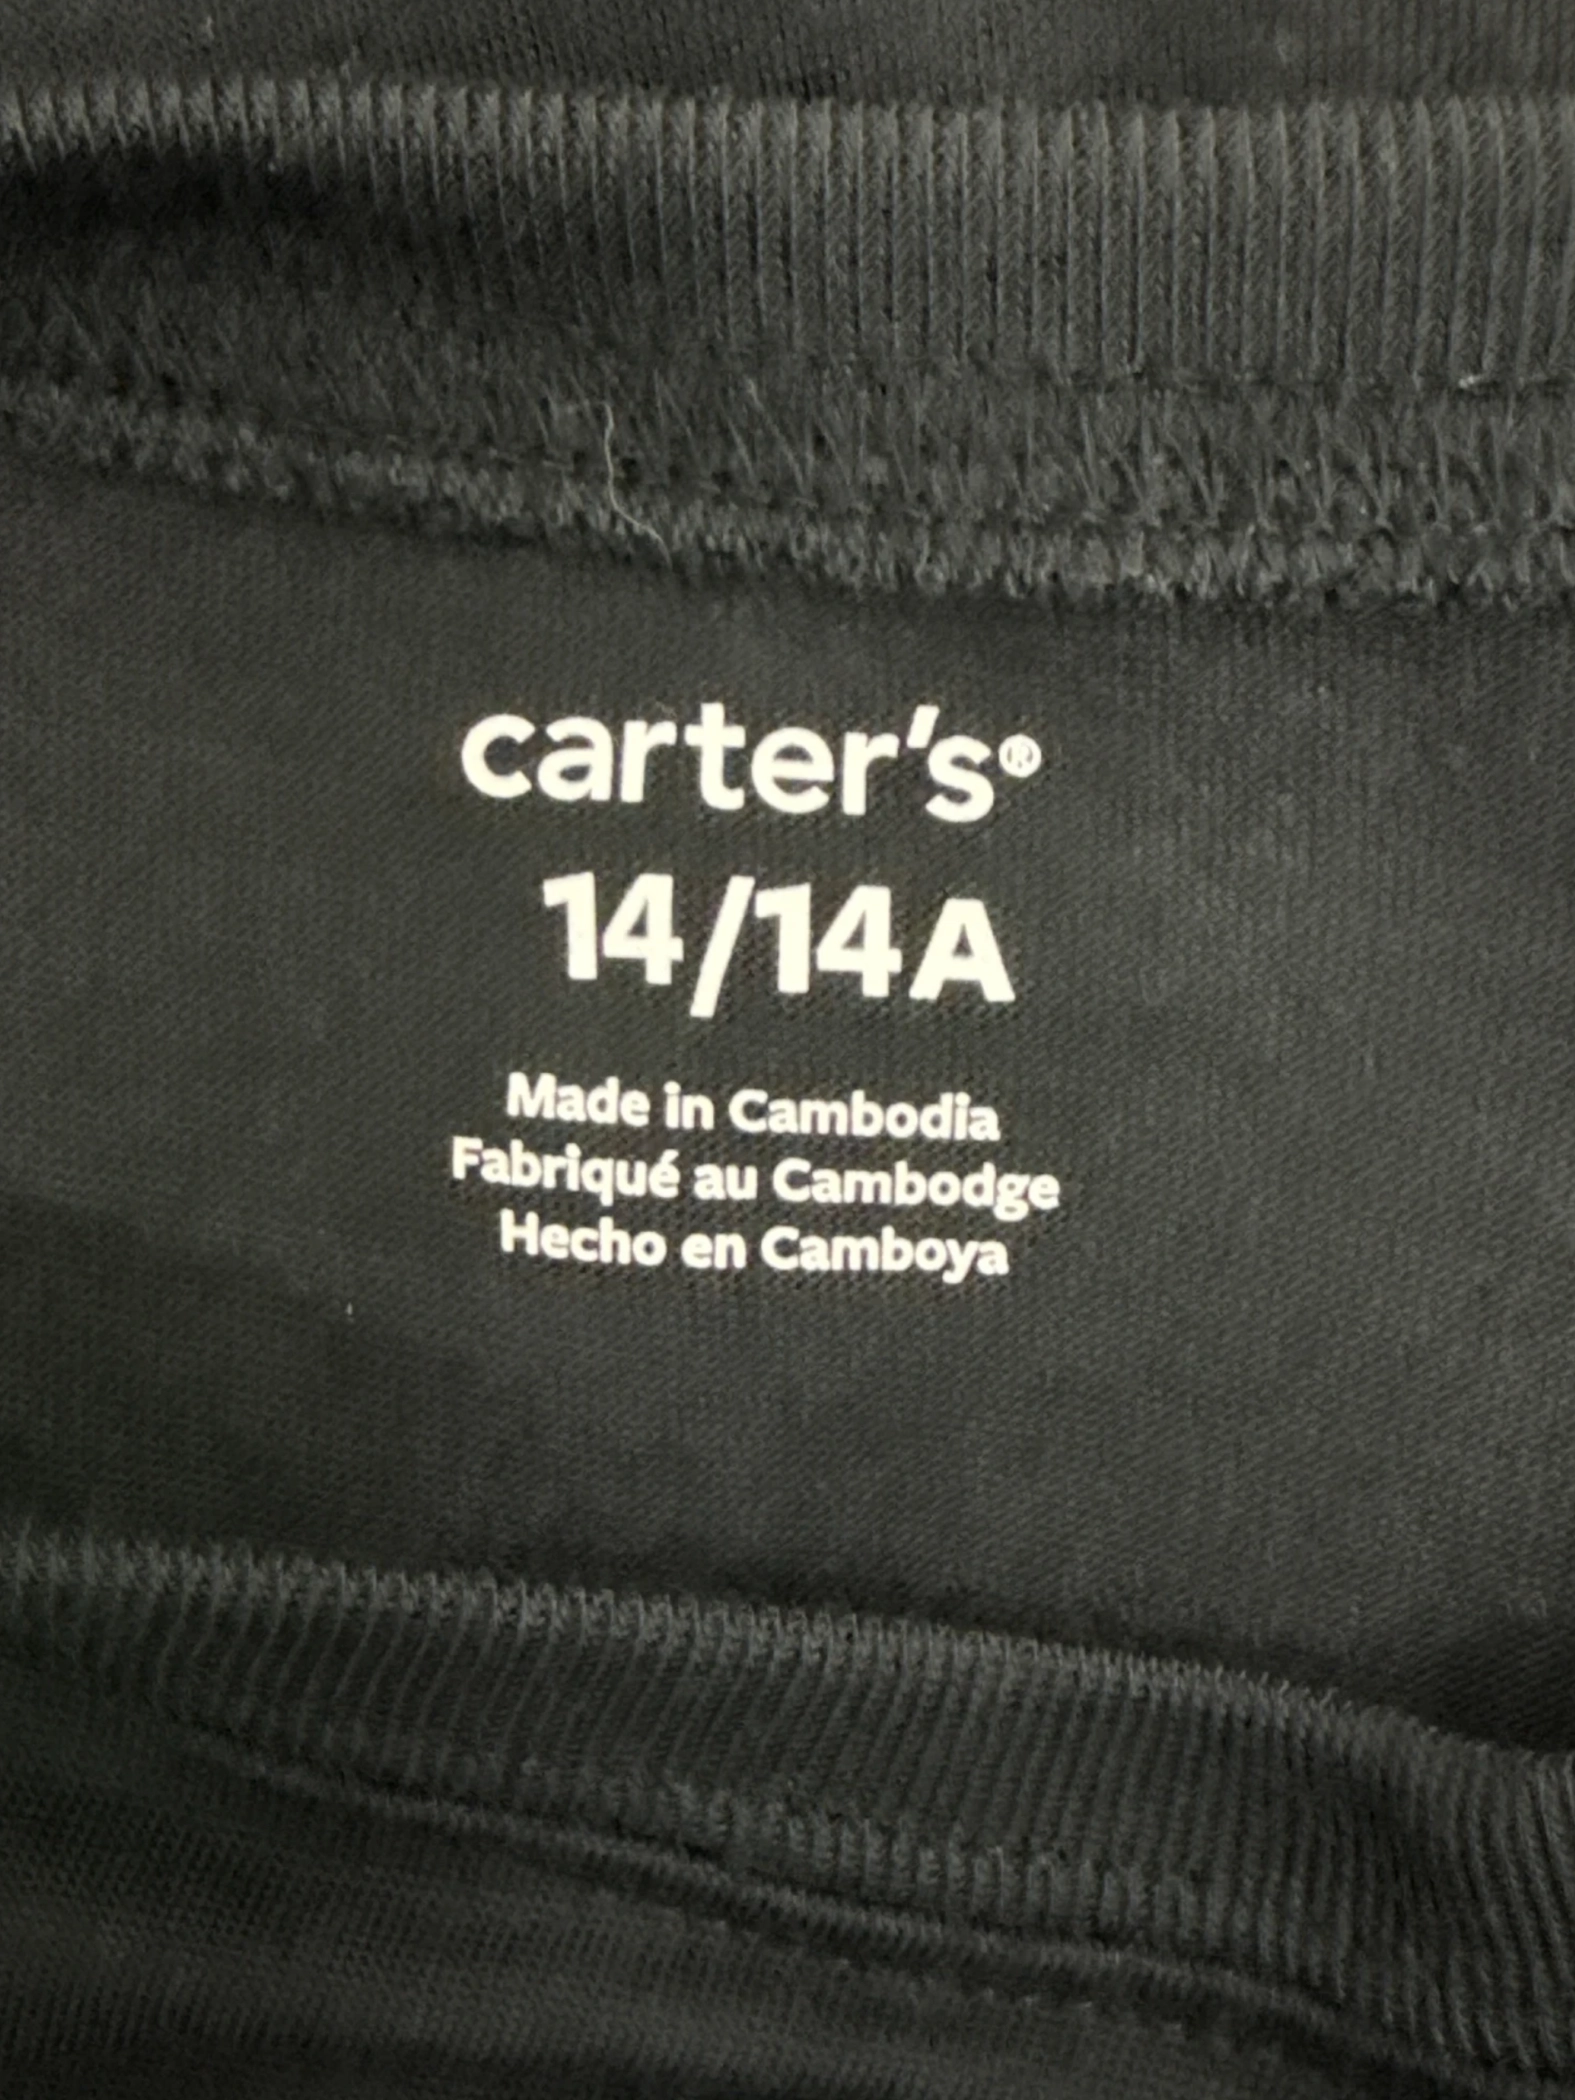 carter's®
14/14A
Made in Cambodia
Fabriqué au Cambodge
Hecho en Camboya